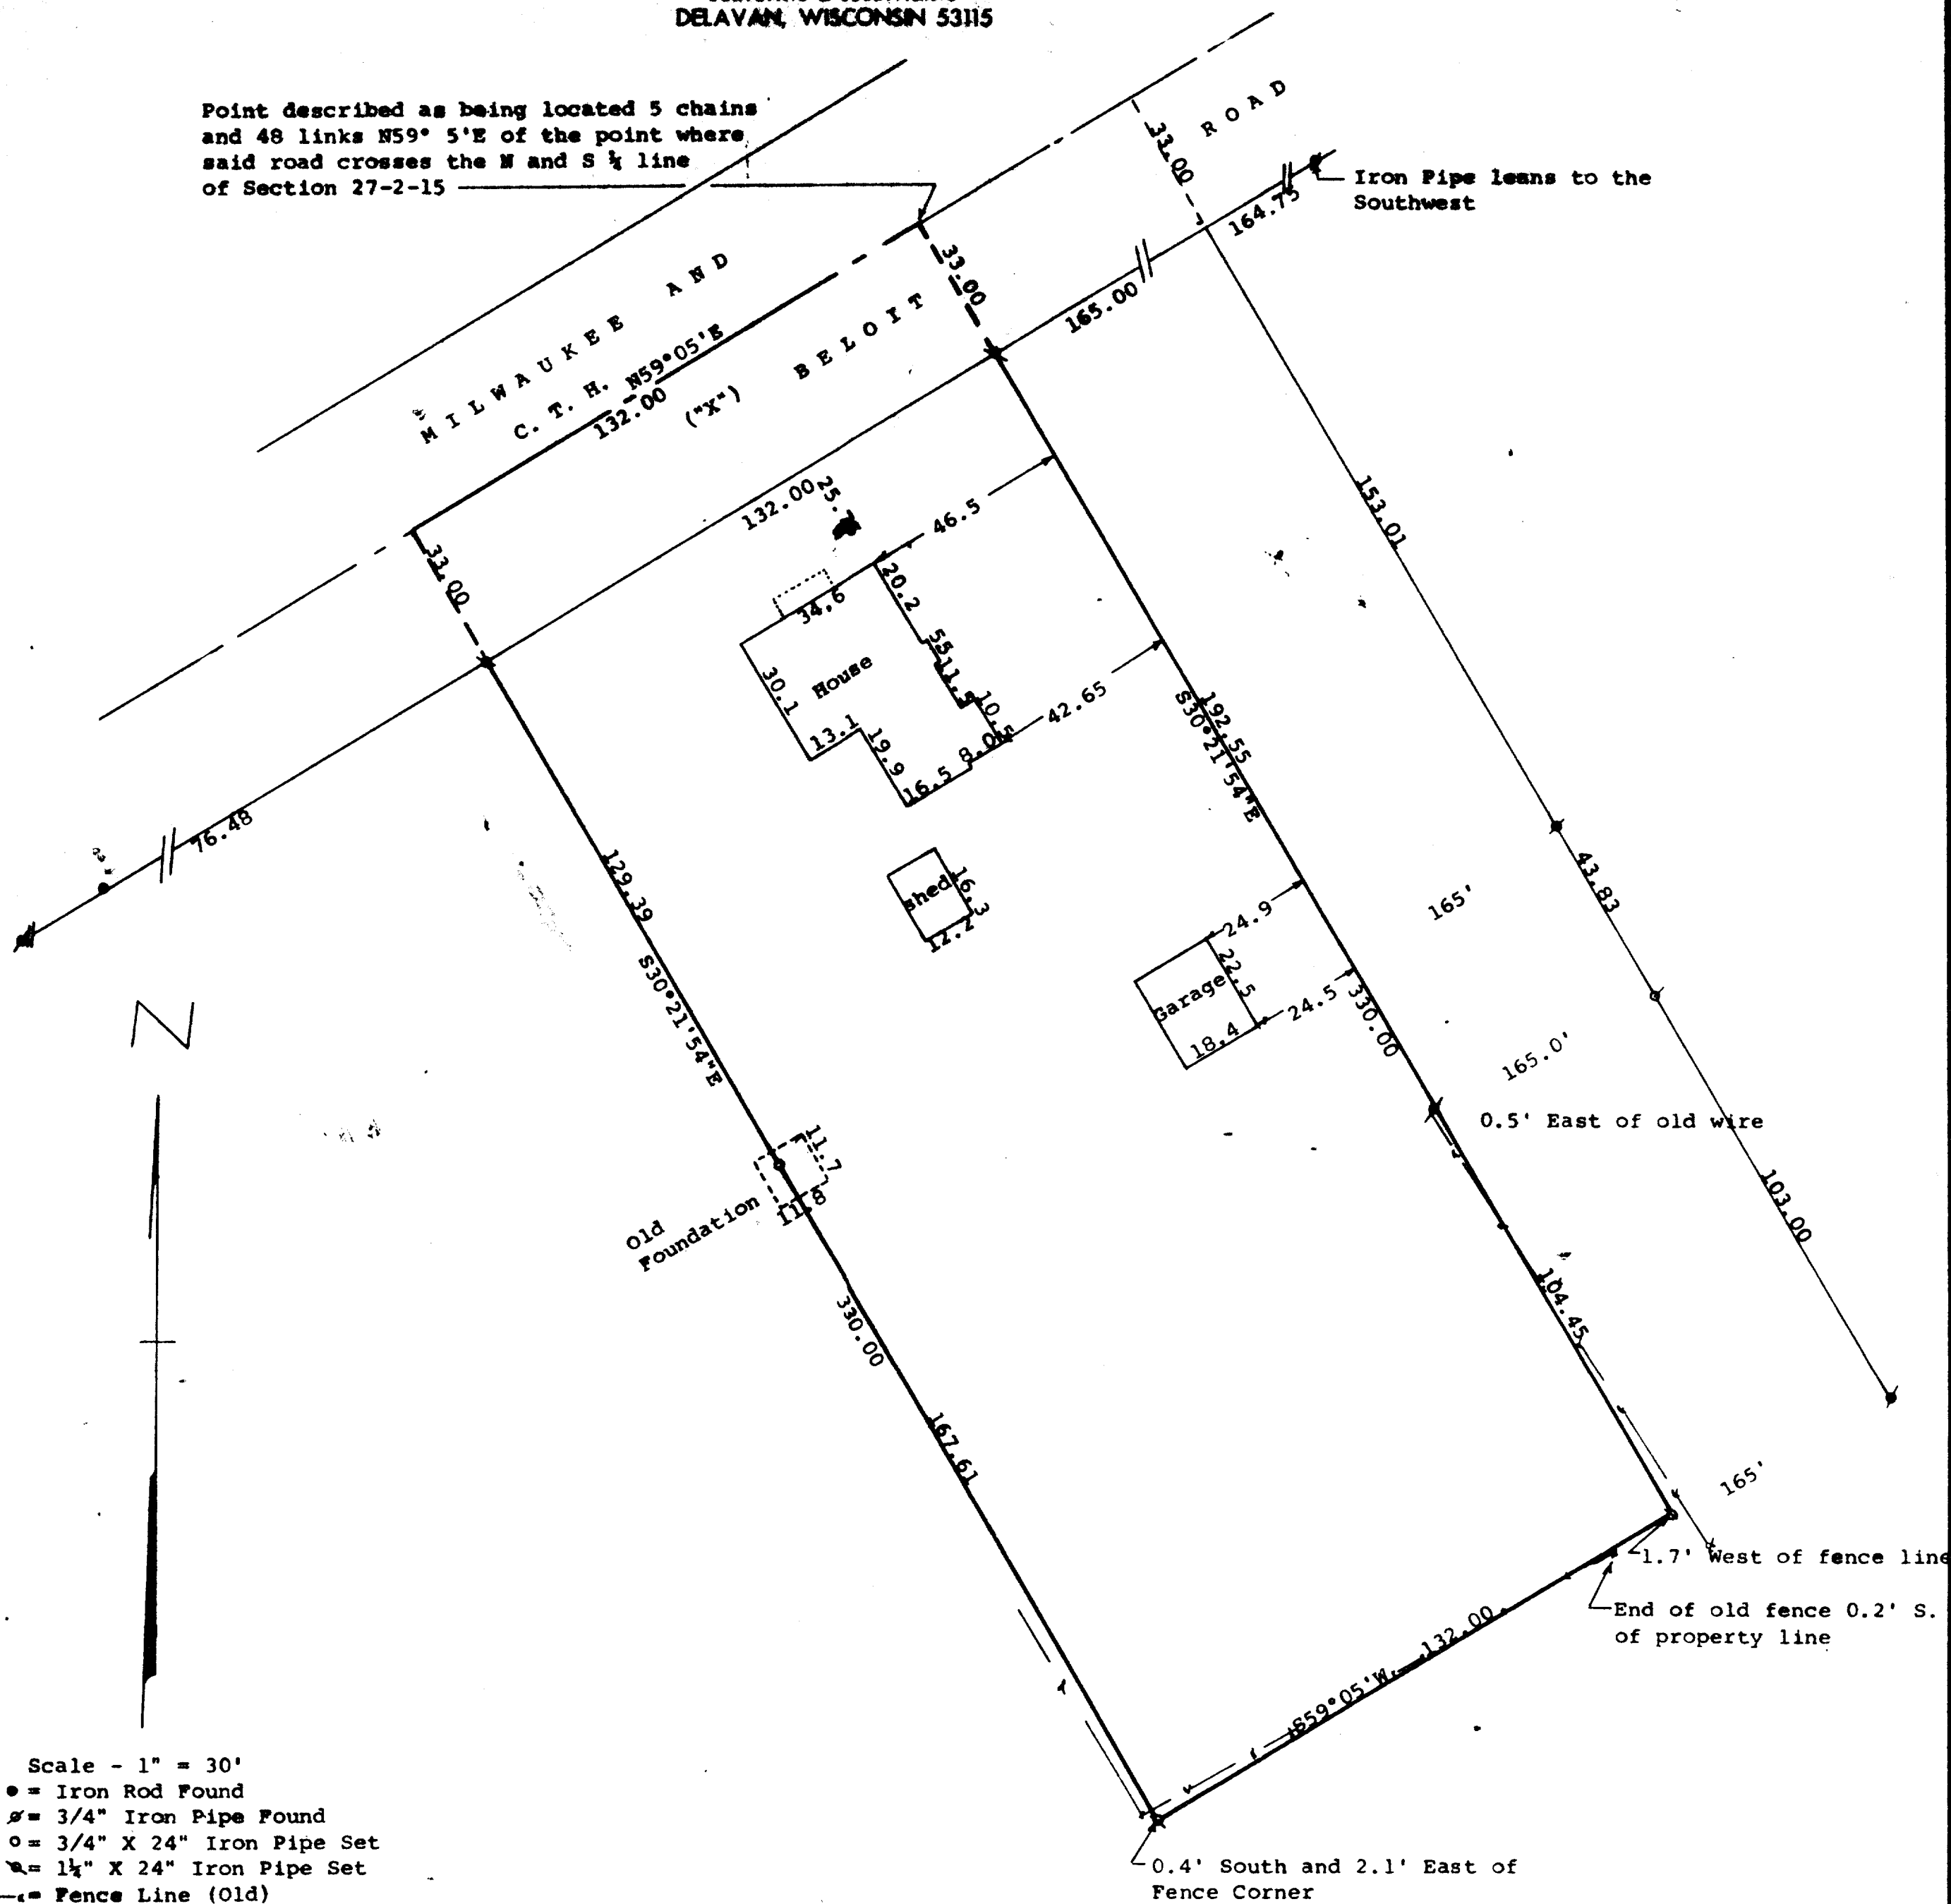 DELAVAN, WISCONSIN 53115
Point described as being located 5 chains
and 48 links N59° 5'E of the point where
said road crosses the N and S ¼ line
of Section 27-2-15
ROAD
33.00
Iron Pipe leans to the
Southwest
164.75
33.00
165.00
MILWAUKEE AND
C. T. H. N59°05'E
132.00
("X") BELOIT
33.00
132.00
25.
46.5
20.2
34.6
House
30.1
55
11.5
10.5
13.1
19.9
16.5
8.05
42.65
192.55
S30°21'54"E
153.01
43.83
76.48
129.39
S30°21'54"E
shed
16.3
12.2
24.9
165'
Garage
22.5
24.5
18.4
330.00
165.0'
0.5' East of old wire
103.00
N
11.7
11.8
Old
Foundation
330.00
104.45
167.61
165'
1.7' West of fence line
End of old fence 0.2' S.
of property line
S59°05'W
132.00
0.4' South and 2.1' East of
Fence Corner
Scale - 1" = 30'
= Iron Rod Found
= 3/4" Iron Pipe Found
= 3/4" X 24" Iron Pipe Set
= 1¼" X 24" Iron Pipe Set
= Fence Line (Old)